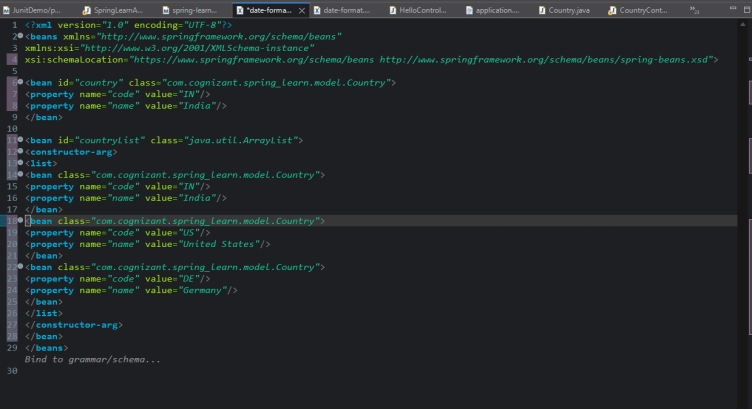 JunitDemo/p...
SpringLearnA...
spring-learn...
*date-forma...
date-format...
HelloControl...
application....
Country.java
CountryCont...
1 <?xml version="1.0" encoding="UTF-8"?>
2 <beans xmlns="http://www.springframework.org/schema/beans"
3 xmlns:xsi="http://www.w3.org/2001/XMLSchema-instance"
4 xsi:schemaLocation="https://www.springframework.org/schema/beans http://www.springframework.org/schema/beans/spring-beans.xsd">
5
6 <bean id="country" class="com.cognizant.spring_learn.model.Country">
7 <property name="code" value="IN"/>
8 <property name="name" value="India"/>
9 </bean>
10
11 <bean id="countryList" class="java.util.ArrayList">
12 <constructor-arg>
13 <list>
14 <bean class="com.cognizant.spring_learn.model.Country">
15 <property name="code" value="IN"/>
16 <property name="name" value="India"/>
17 </bean>
18 <bean class="com.cognizant.spring_learn.model.Country">
19 <property name="code" value="US"/>
20 <property name="name" value="United States"/>
21 </bean>
22 <bean class="com.cognizant.spring_learn.model.Country">
23 <property name="code" value="DE"/>
24 <property name="name" value="Germany"/>
25 </bean>
26 </list>
27 </constructor-arg>
28 </bean>
29 </beans>
Bind to grammar/schema...
30